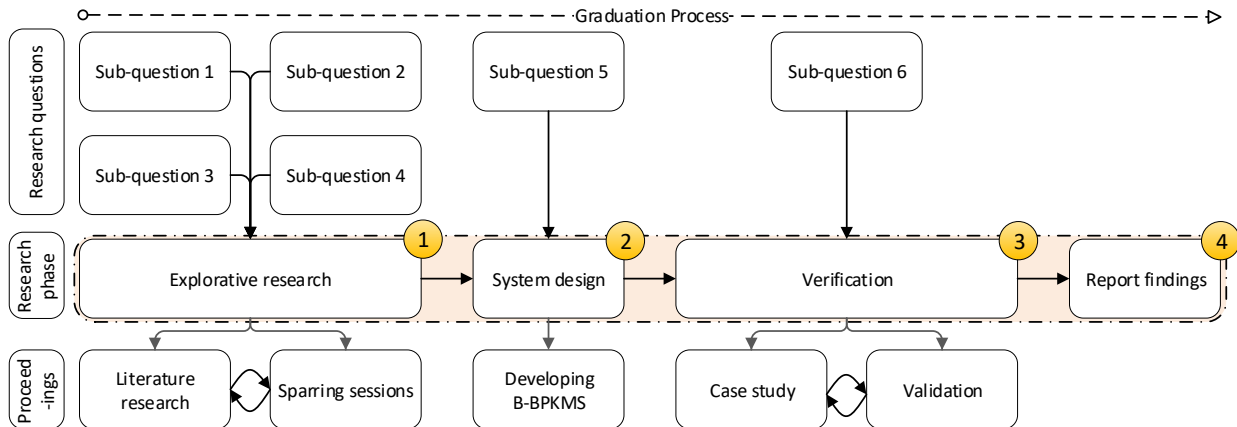 Graduation Process
Research questions
Sub-question 1
Sub-question 2
Sub-question 5
Sub-question 6
Sub-question 3
Sub-question 4
Research
phase
1
2
3
4
Explorative research
System design
Verification
Report findings
Proceed
-ings
Literature
research
Sparring sessions
Developing
B-BPKMS
Case study
Validation